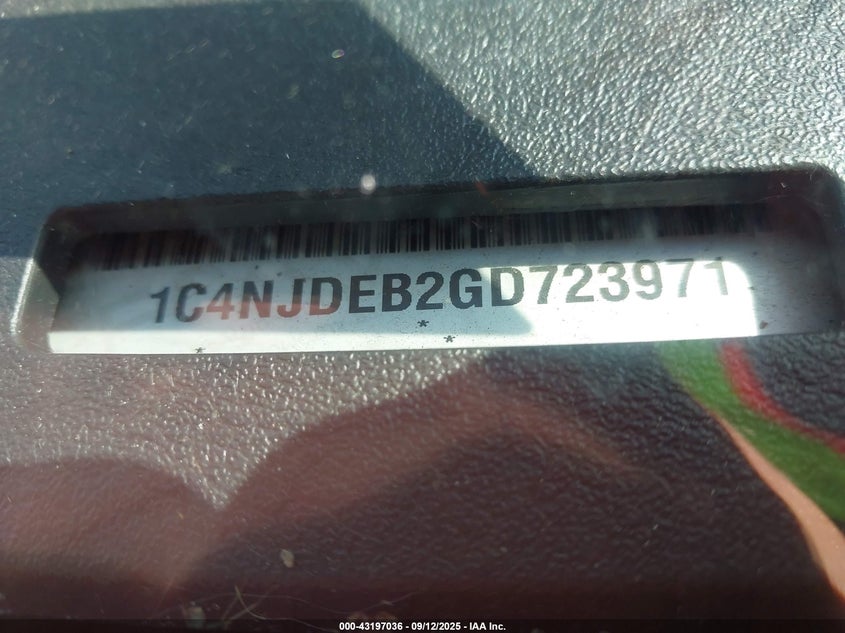 1C4NJDEB2GD723971
* * *
000-43197036 - 09/12/2025 - IAA Inc.